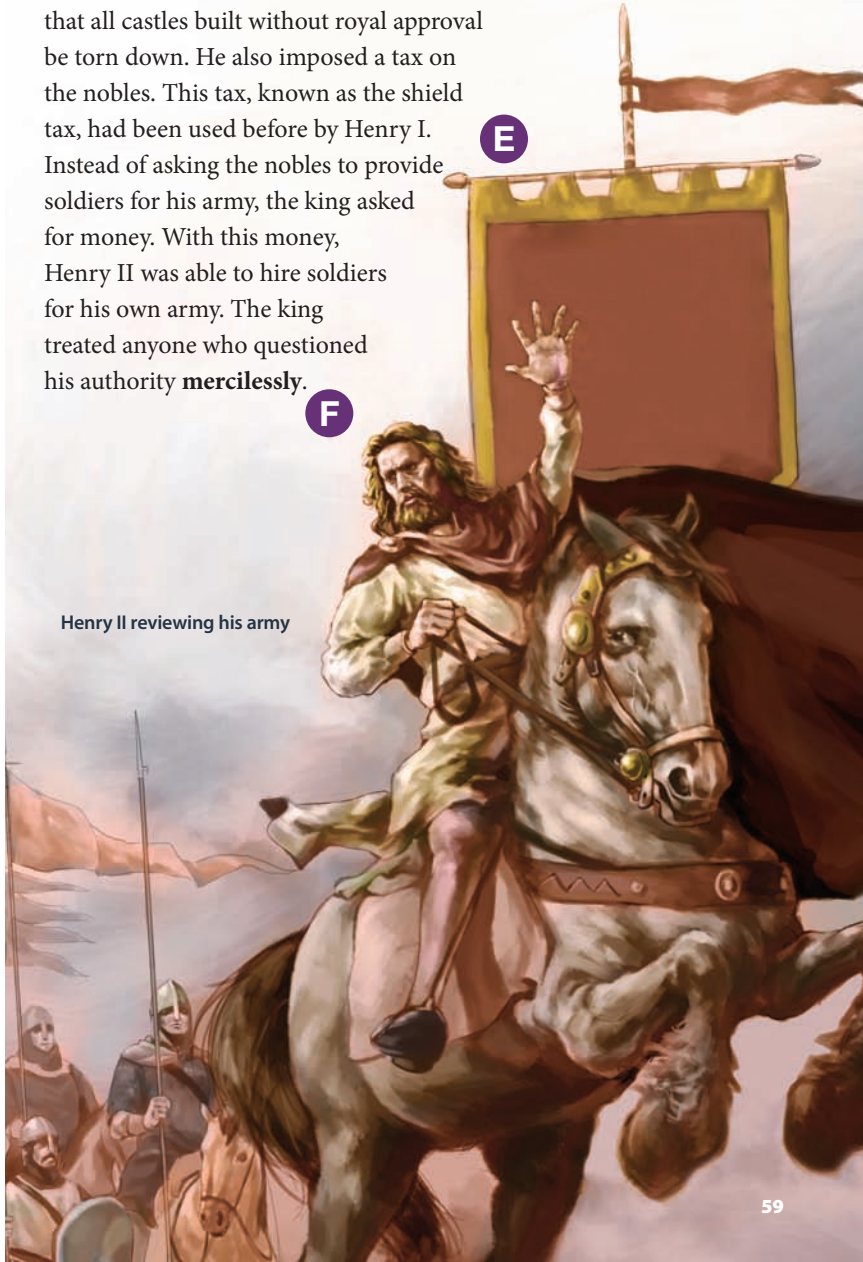 that all castles built without royal approval
be torn down. He also imposed a tax on
the nobles. This tax, known as the shield
tax, had been used before by Henry I.
E
Instead of asking the nobles to provide
soldiers for his army, the king asked
for money. With this money,
Henry II was able to hire soldiers
for his own army. The king
treated anyone who questioned
his authority mercilessly.
F
Henry II reviewing his army
59